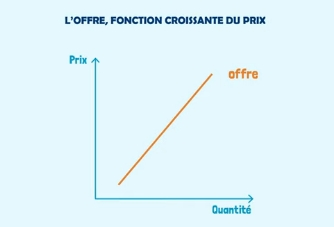 L'OFFRE, FONCTION CROISSANTE DU PRIX
Prix
offre
Quantité